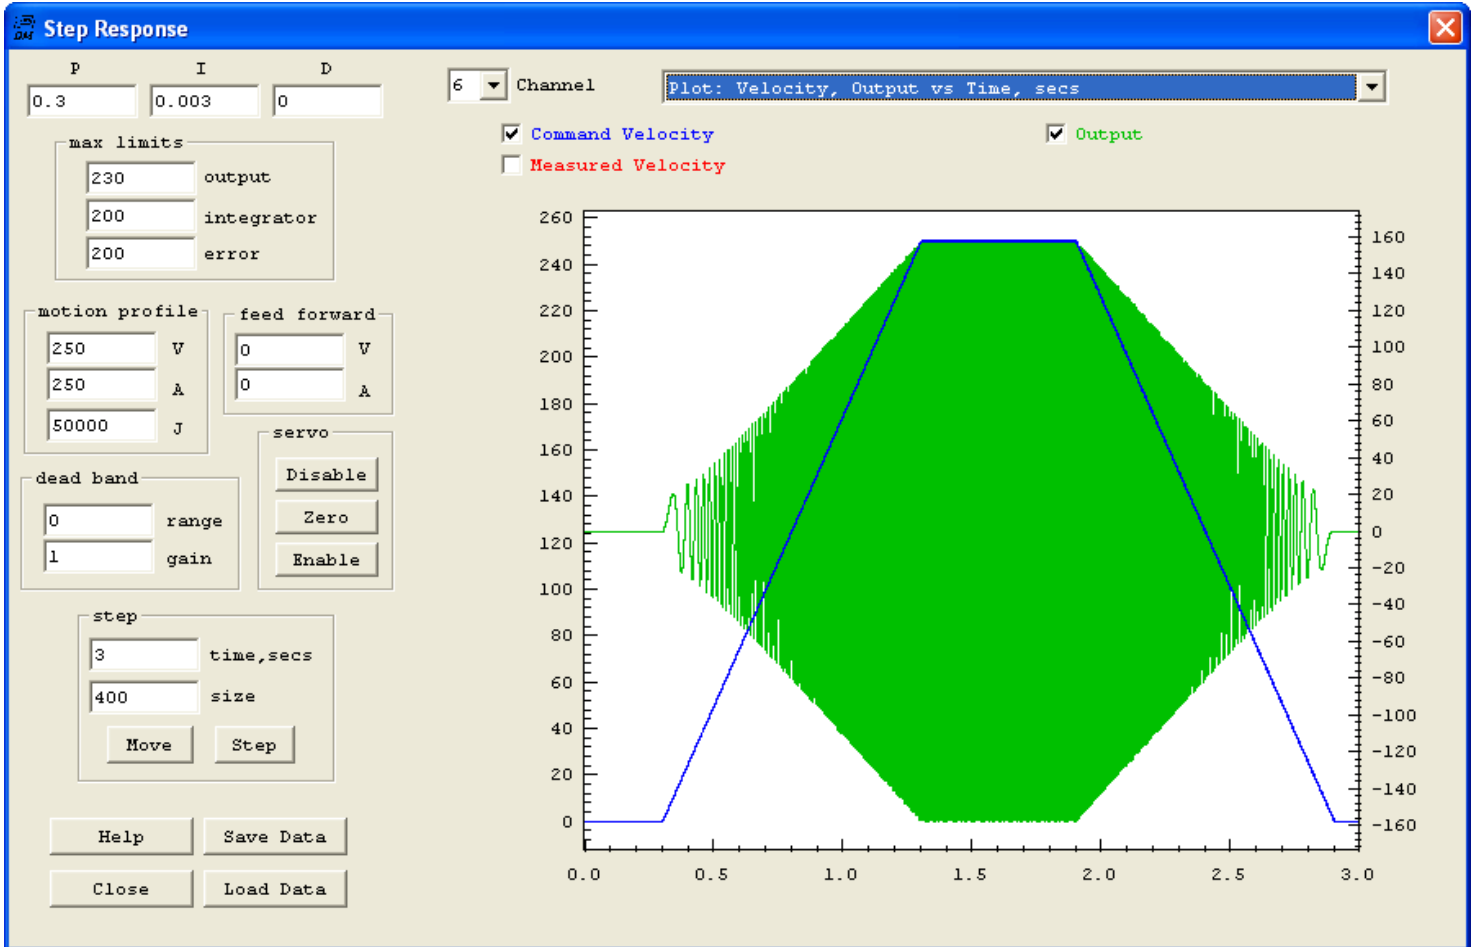 Step Response
P I D
0.3 0.003 0
6 Channel
Plot: Velocity, Output vs Time, secs
Command Velocity
Output
Measured Velocity
max limits
230 output
200 integrator
200 error
motion profile
250 V
250 A
50000 J
feed forward
0 V
0 A
servo
Disable
Zero
Enable
dead band
0 range
1 gain
step
3 time,secs
400 size
Move Step
Help Save Data
Close Load Data
260
240
220
200
180
160
140
120
100
80
60
40
20
0
160
140
120
100
80
60
40
20
0
-20
-40
-60
-80
-100
-120
-140
-160
0.0 0.5 1.0 1.5 2.0 2.5 3.0